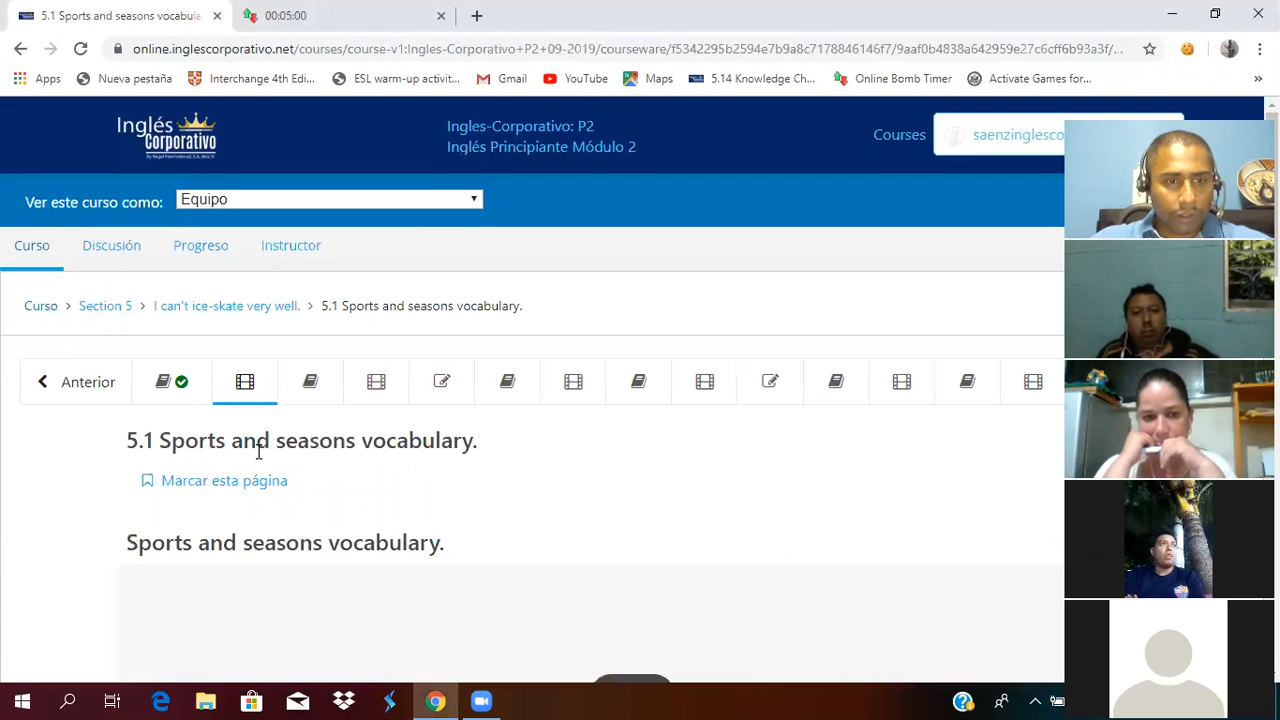 5.1 Sports and seasons vocabula
00:05:00
online.inglescorporativo.net/courses/course-v1:Ingles-Corporativo+P2+09-2019/courseware/f5342295b2594e7b9a8c7178846146f7/9aaf0b4838a642959e27c6cff6b93a3f/...
Apps
Nueva pestaña
Interchange 4th Edi...
ESL warm-up activit...
Gmail
YouTube
Maps
5.14 Knowledge Ch...
Online Bomb Timer
Activate Games for...
»
Inglés Corporativo
Ingles-Corporativo: P2
Inglés Principiante Módulo 2
Courses
saenzinglesco
Ver este curso como:
Equipo
Curso
Discusión
Progreso
Instructor
Curso > Section 5 > I can't ice-skate very well. > 5.1 Sports and seasons vocabulary.
Anterior
5.1 Sports and seasons vocabulary.
Marcar esta página
Sports and seasons vocabulary.